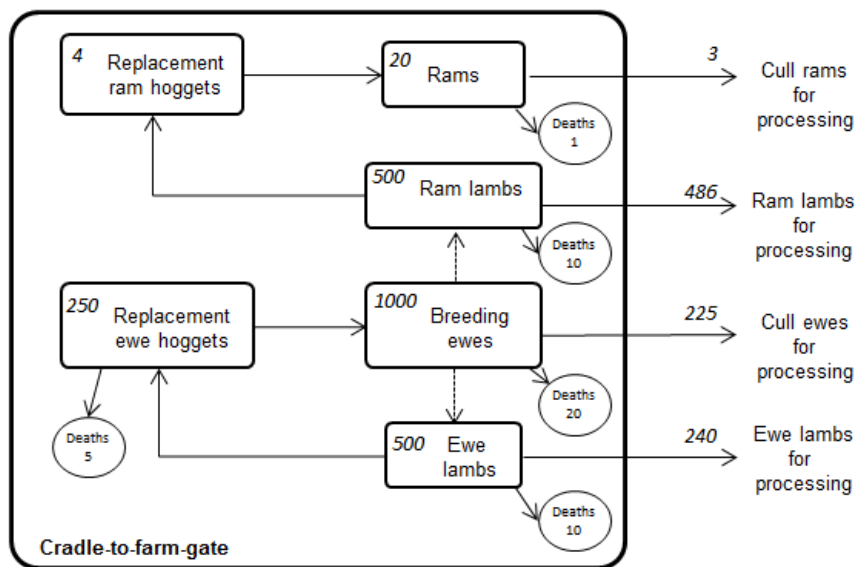 4
Replacement
ram hoggets
20
Rams
3
Cull rams
for
processing
Deaths
1
500
Ram lambs
486
Ram lambs
for
processing
Deaths
10
250
Replacement
ewe hoggets
1000
Breeding
ewes
225
Cull ewes
for
processing
Deaths
20
Deaths
5
500
Ewe
lambs
240
Ewe lambs
for
processing
Deaths
10
Cradle-to-farm-gate